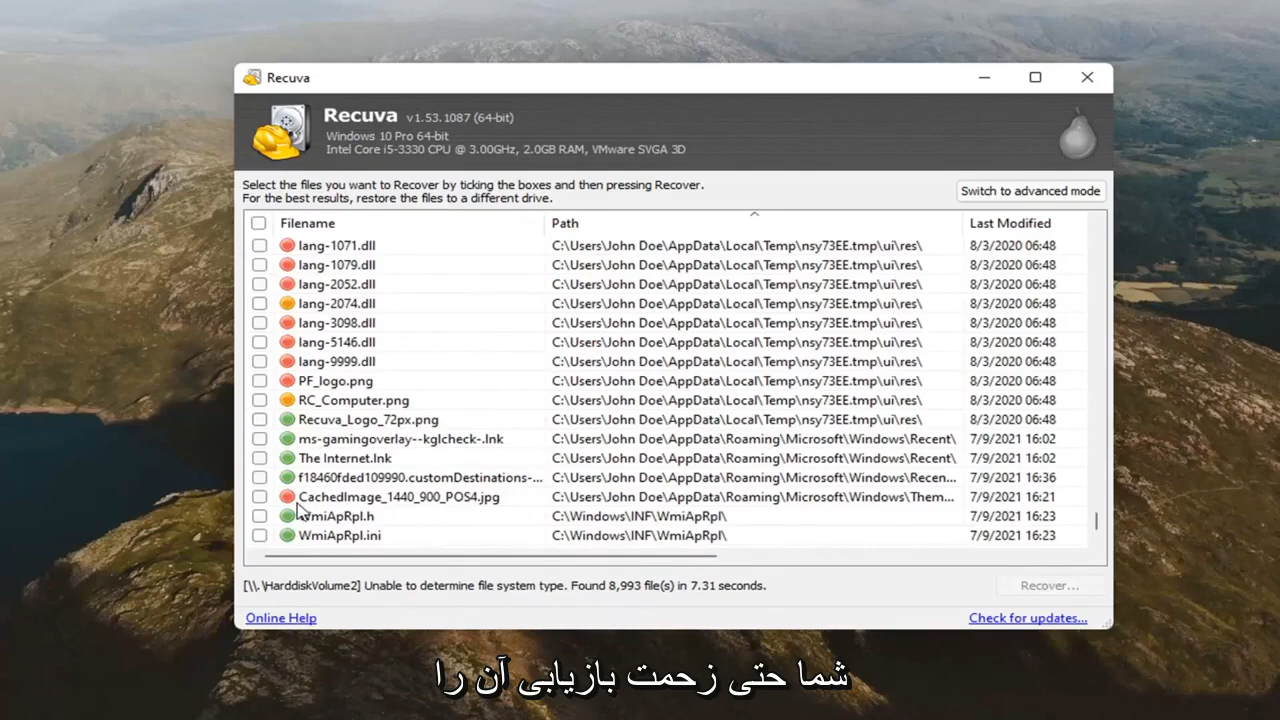 Recuva
Recuva v1.53.1087 (64-bit)
Windows 10 Pro 64-bit
Intel Core i5-3330 CPU @ 3.00GHz, 2.0GB RAM, VMware SVGA 3D
Select the files you want to Recover by ticking the boxes and then pressing Recover.
For the best results, restore the files to a different drive.
Switch to advanced mode
Filename Path Last Modified
lang-1071.dll C:\Users\John Doe\AppData\Local\Temp\nsy73EE.tmp\ui\res\ 8/3/2020 06:48
lang-1079.dll C:\Users\John Doe\AppData\Local\Temp\nsy73EE.tmp\ui\res\ 8/3/2020 06:48
lang-2052.dll C:\Users\John Doe\AppData\Local\Temp\nsy73EE.tmp\ui\res\ 8/3/2020 06:48
lang-2074.dll C:\Users\John Doe\AppData\Local\Temp\nsy73EE.tmp\ui\res\ 8/3/2020 06:48
lang-3098.dll C:\Users\John Doe\AppData\Local\Temp\nsy73EE.tmp\ui\res\ 8/3/2020 06:48
lang-5146.dll C:\Users\John Doe\AppData\Local\Temp\nsy73EE.tmp\ui\res\ 8/3/2020 06:48
lang-9999.dll C:\Users\John Doe\AppData\Local\Temp\nsy73EE.tmp\ui\res\ 8/3/2020 06:48
PF_logo.png C:\Users\John Doe\AppData\Local\Temp\nsy73EE.tmp\ui\res\ 8/3/2020 06:48
RC_Computer.png C:\Users\John Doe\AppData\Local\Temp\nsy73EE.tmp\ui\res\ 8/3/2020 06:48
Recuva_Logo_72px.png C:\Users\John Doe\AppData\Local\Temp\nsy73EE.tmp\ui\res\ 8/3/2020 06:48
ms-gamingoverlay--kglcheck-.lnk C:\Users\John Doe\AppData\Roaming\Microsoft\Windows\Recent\ 7/9/2021 16:02
The Internet.lnk C:\Users\John Doe\AppData\Roaming\Microsoft\Windows\Recent\ 7/9/2021 16:02
f18460fded109990.customDestinations-... C:\Users\John Doe\AppData\Roaming\Microsoft\Windows\Recen... 7/9/2021 16:36
CachedImage_1440_900_POS4.jpg C:\Users\John Doe\AppData\Roaming\Microsoft\Windows\Them... 7/9/2021 16:21
WmiApRpl.h C:\Windows\INF\WmiApRpl\ 7/9/2021 16:23
WmiApRpl.ini C:\Windows\INF\WmiApRpl\ 7/9/2021 16:23
[\\.\HarddiskVolume2] Unable to determine file system type. Found 8,993 file(s) in 7.31 seconds.
Recover...
Online Help
Check for updates...
شما حتی زحمت بازیابی آن را